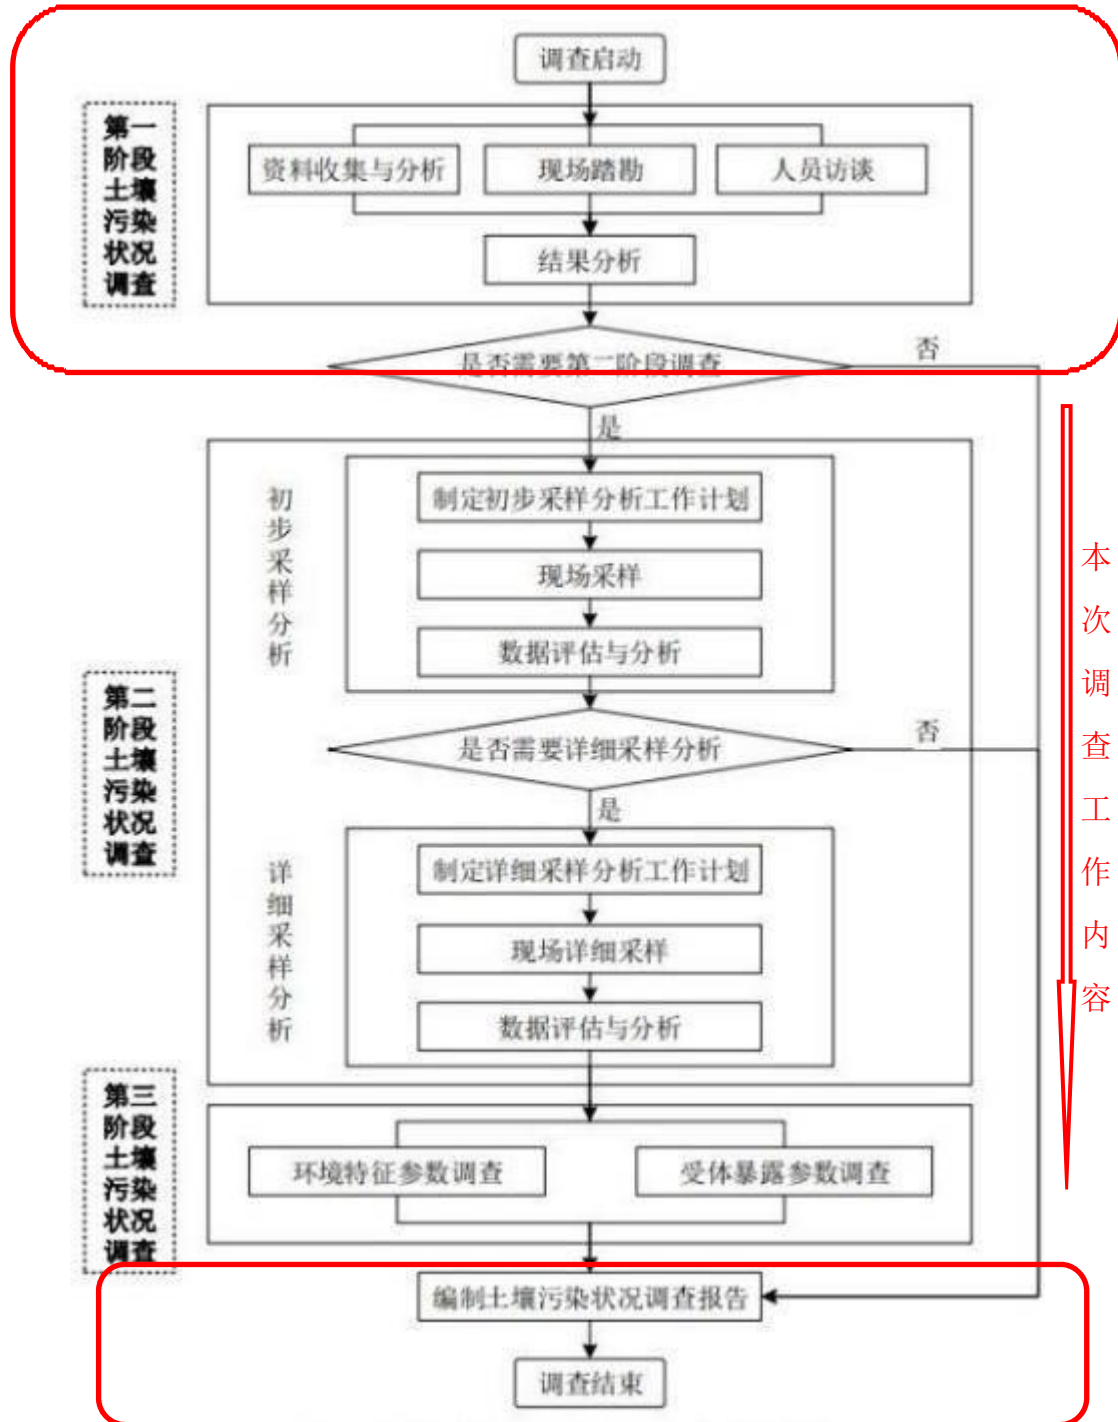 调查启动
第一
阶段
土壤
污染
状况
调查
资料收集与分析
现场踏勘
人员访谈
结果分析
是否需要第二阶段调查
否
是
初步采样分析
制定初步采样分析工作计划
现场采样
数据评估与分析
第二
阶段
土壤
污染
状况
调查
是否需要详细采样分析
否
是
详细采样分析
制定详细采样分析工作计划
现场详细采样
数据评估与分析
第三
阶段
土壤
污染
状况
调查
环境特征参数调查
受体暴露参数调查
编制土壤污染状况调查报告
调查结束
本次调查工作内容